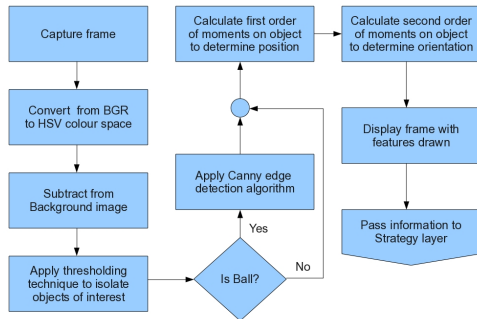 Capture frame
Convert from BGR
to HSV colour space
Subtract from
Background image
Apply thresholding
technique to isolate
objects of interest
Is Ball?
Yes
No
Apply Canny edge
detection algorithm
Calculate first order
of moments on object
to determine position
Calculate second order
of moments on object
to determine orientation
Display frame with
features drawn
Pass information to
Strategy layer